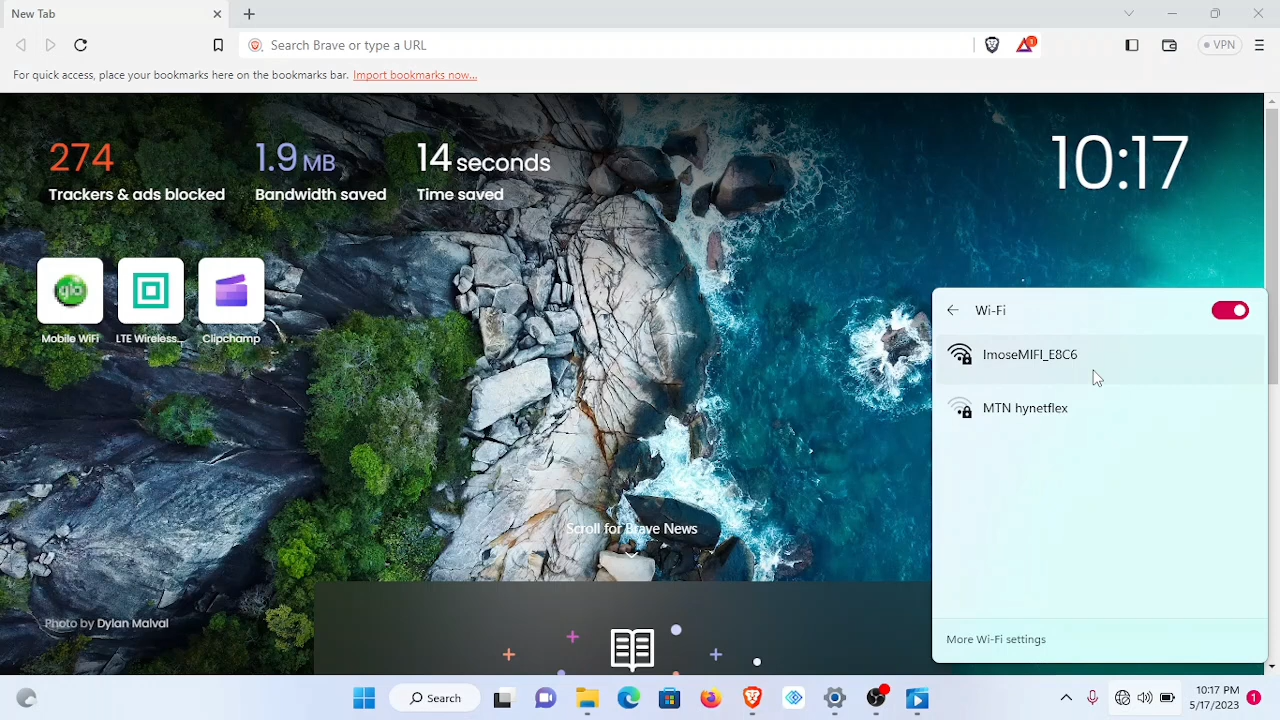 New Tab
Search Brave or type a URL
1
VPN
For quick access, place your bookmarks here on the bookmarks bar. Import bookmarks now...
274
Trackers & ads blocked
1.9 MB
Bandwidth saved
14 seconds
Time saved
10:17
glo
Mobile WiFI
LTE Wireless...
Clipchamp
Wi-Fi
ImoseMIFI_E8C6
MTN hynetflex
Scroll for Brave News
Photo by Dylan Malval
More Wi-Fi settings
Search
10:17 PM
5/17/2023
1